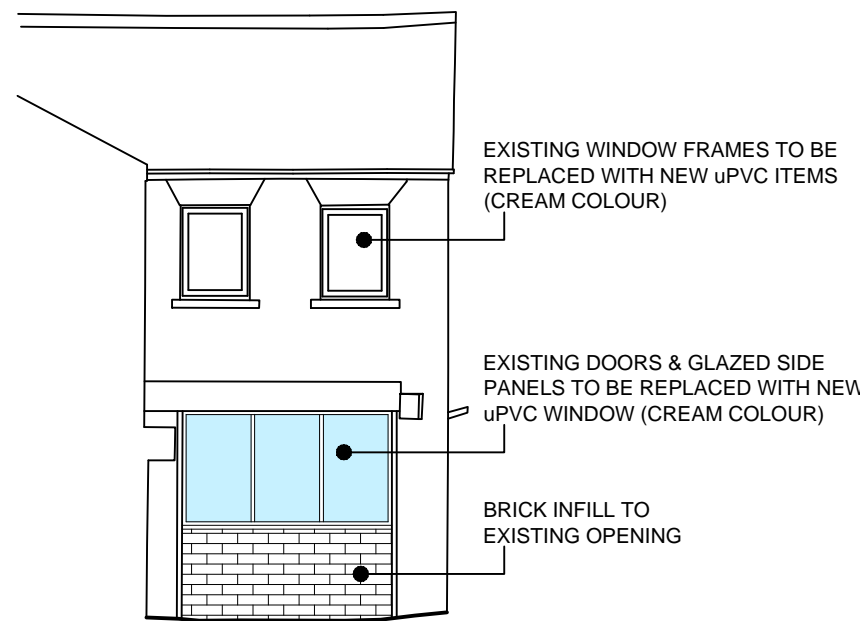 EXISTING WINDOW FRAMES TO BE
REPLACED WITH NEW uPVC ITEMS
(CREAM COLOUR)
EXISTING DOORS & GLAZED SIDE
PANELS TO BE REPLACED WITH NEW
uPVC WINDOW (CREAM COLOUR)
BRICK INFILL TO
EXISTING OPENING